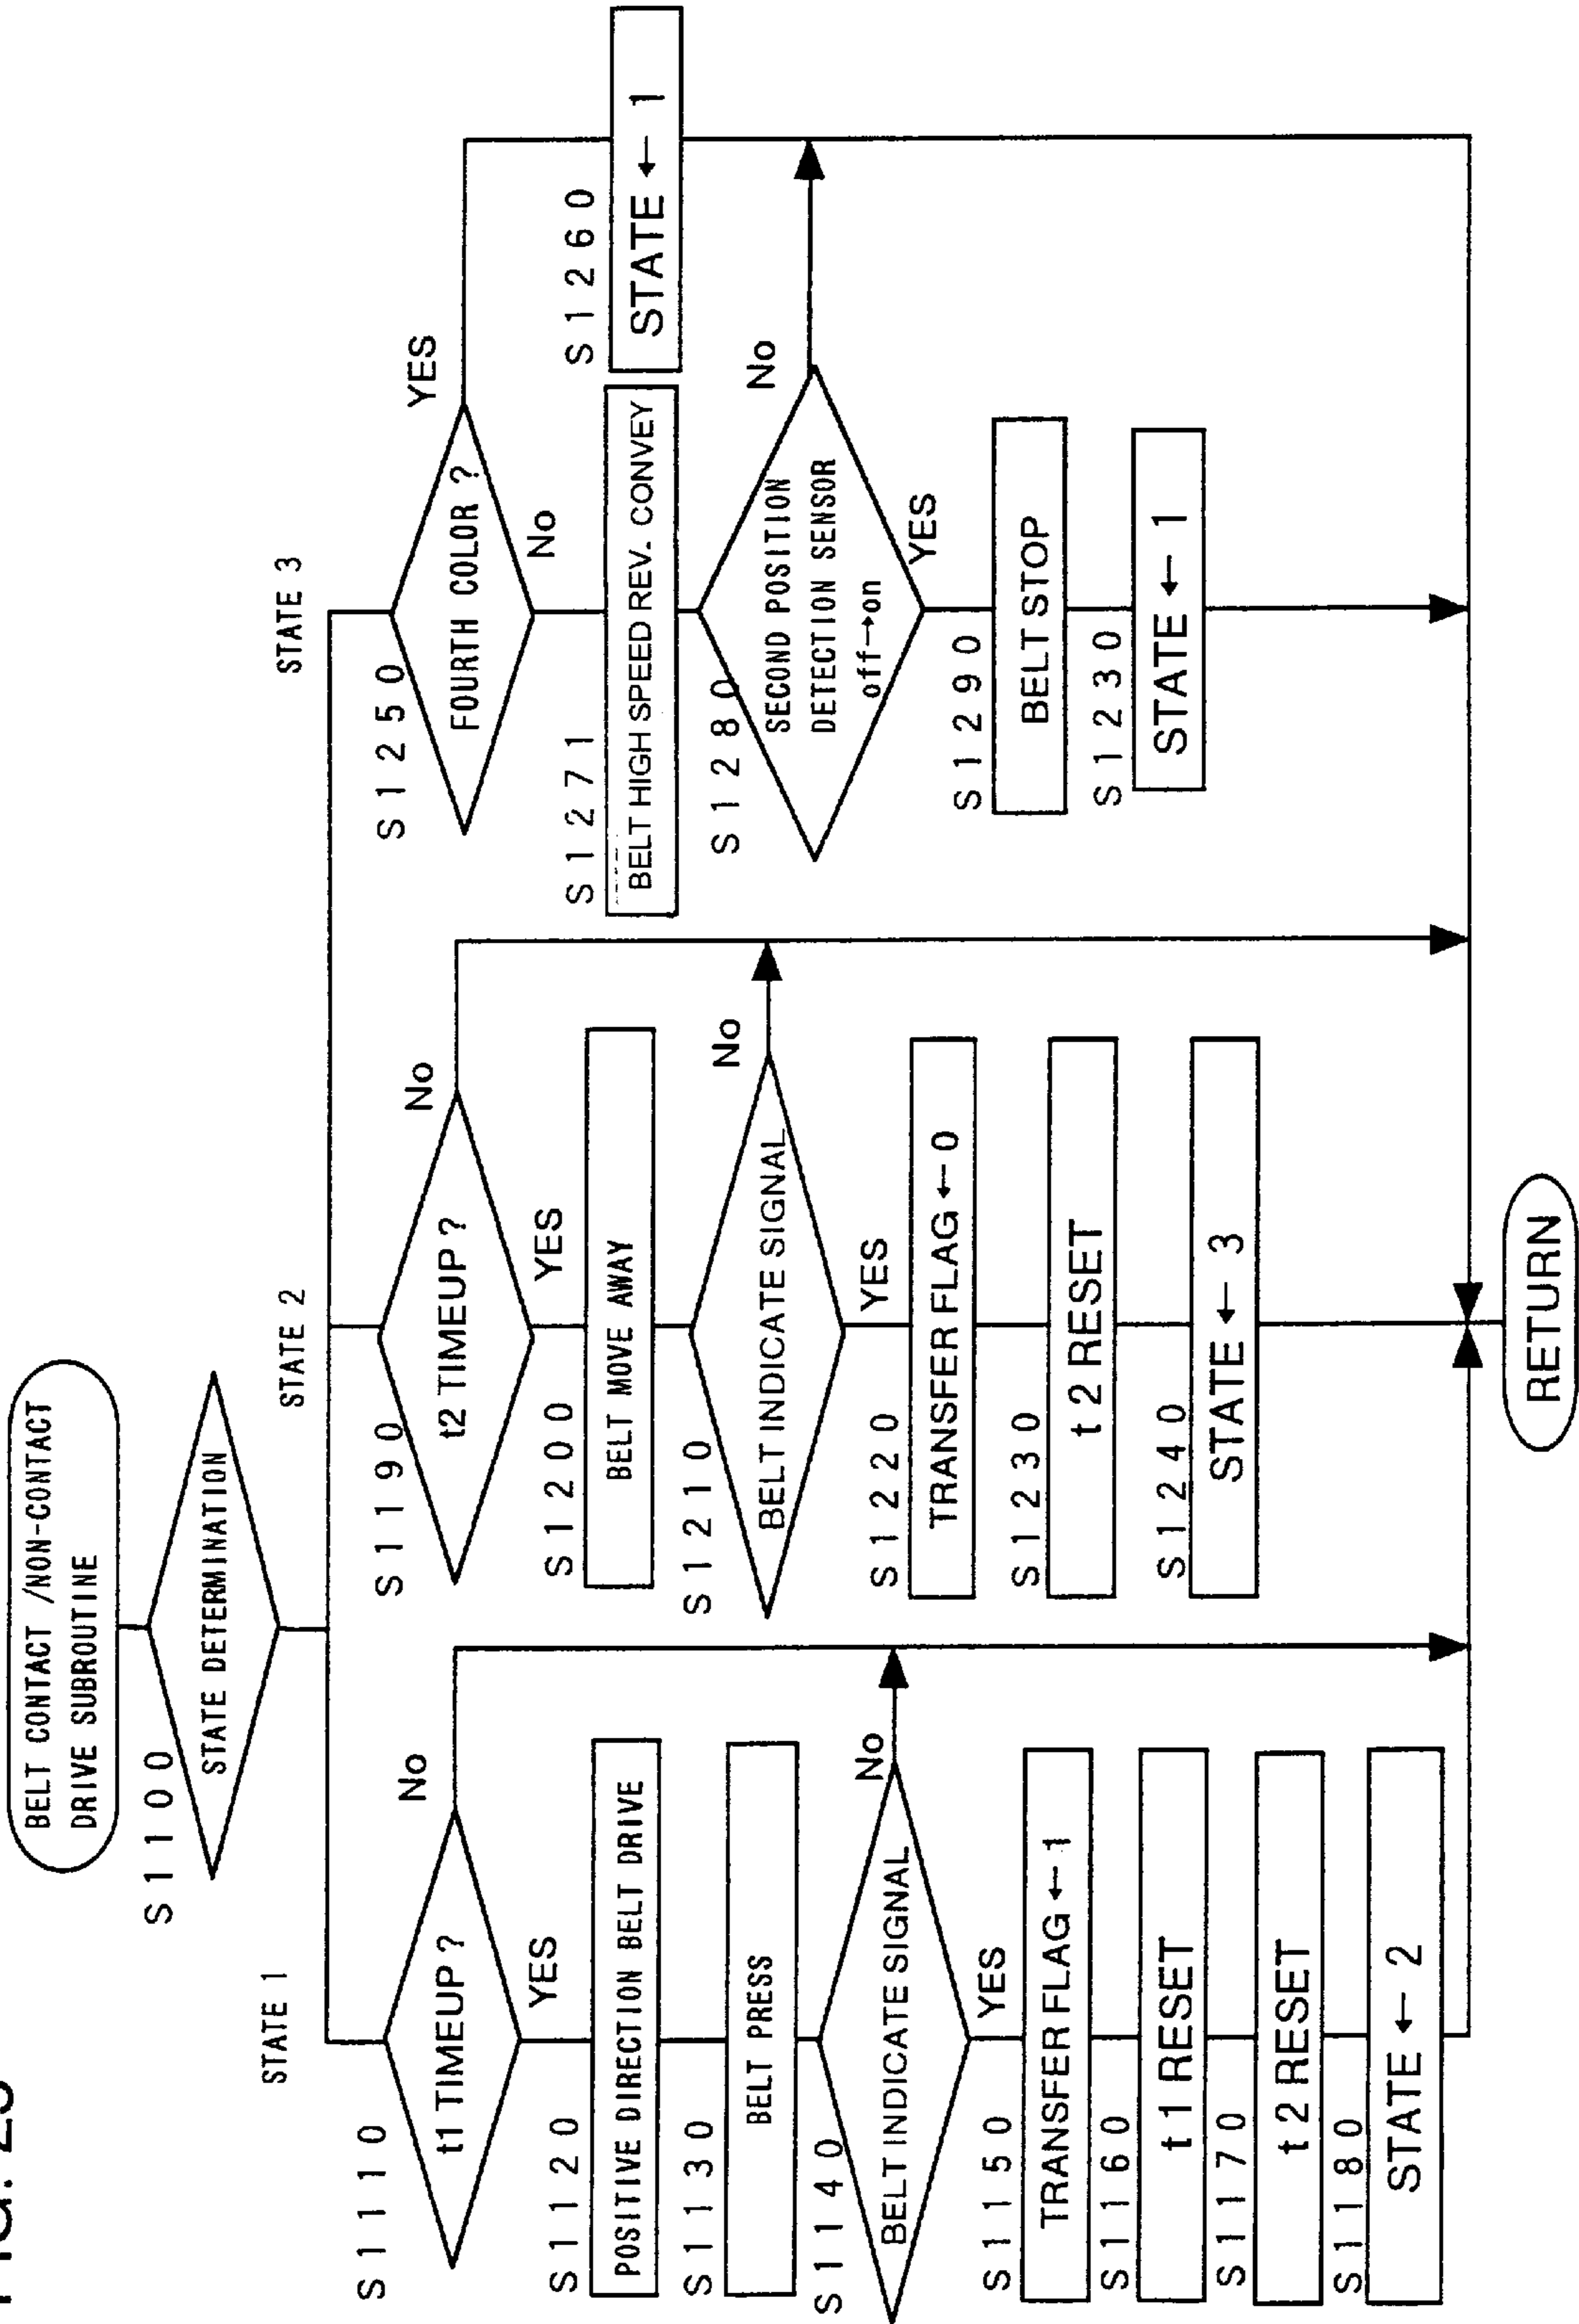 BELT CONTACT /NON-CONTACT
DRIVE SUBROUTINE
S1100
STATE DETERMINATION
STATE 1
S1110
t1 TIMEUP ?
No
YES
S1120
POSITIVE DIRECTION BELT DRIVE
S1130
BELT PRESS
S1140
BELT INDICATE SIGNAL
No
YES
S1150
TRANSFER FLAG ← 1
S1160
t1 RESET
S1170
t2 RESET
S1180
STATE ← 2
STATE 2
S1190
t2 TIMEUP ?
No
YES
S1200
BELT MOVE AWAY
S1210
BELT INDICATE SIGNAL
No
YES
S1220
TRANSFER FLAG ← 0
S1230
t2 RESET
S1240
STATE ← 3
STATE 3
S1250
FOURTH COLOR ?
YES
No
S1260
STATE ← 1
S1271
BELT HIGH SPEED REV. CONVEY
S1280
SECOND POSITION
DETECTION SENSOR
off→on
No
YES
S1290
BELT STOP
S1230
STATE ← 1
RETURN